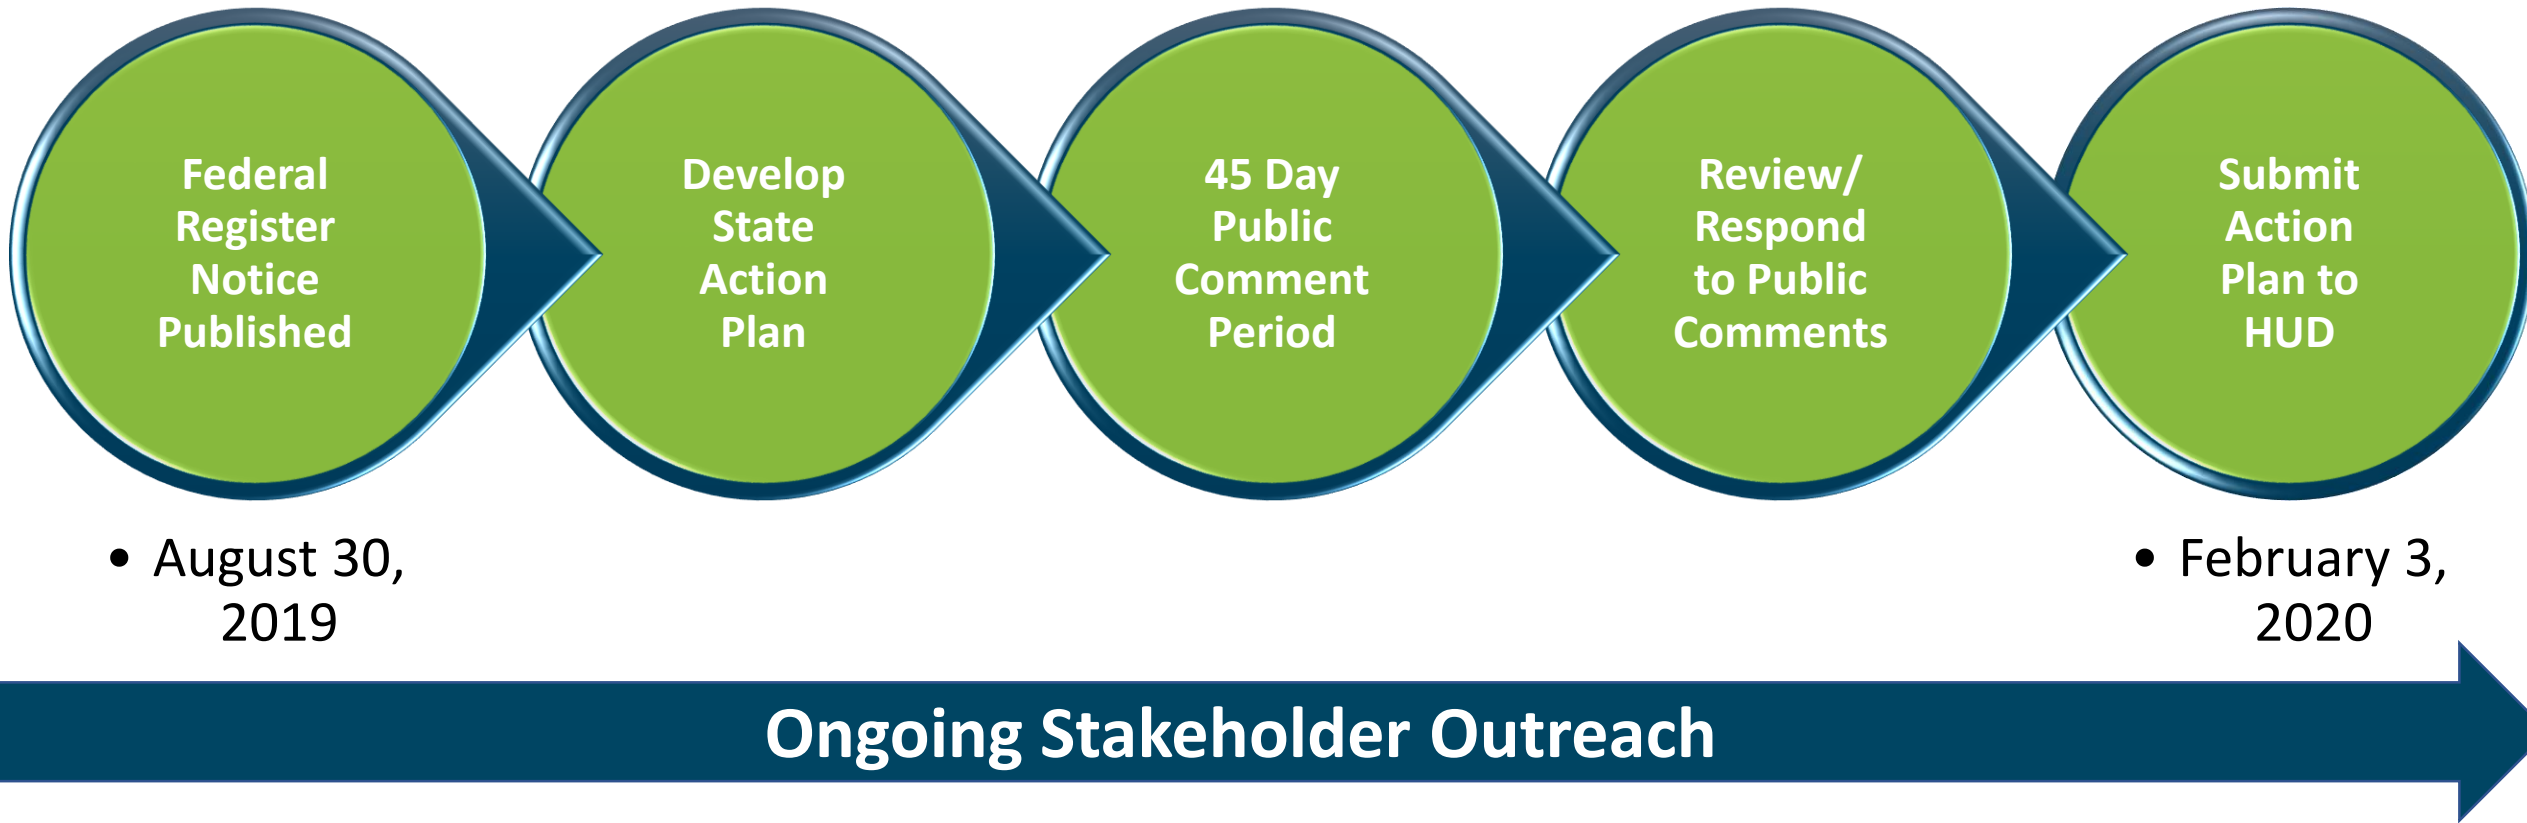 Federal
Register
Notice
Published
Develop
State
Action
Plan
45 Day
Public
Comment
Period
Review/
Respond
to Public
Comments
Submit
Action
Plan to
HUD
• August 30,
2019
• February 3,
2020
Ongoing Stakeholder Outreach